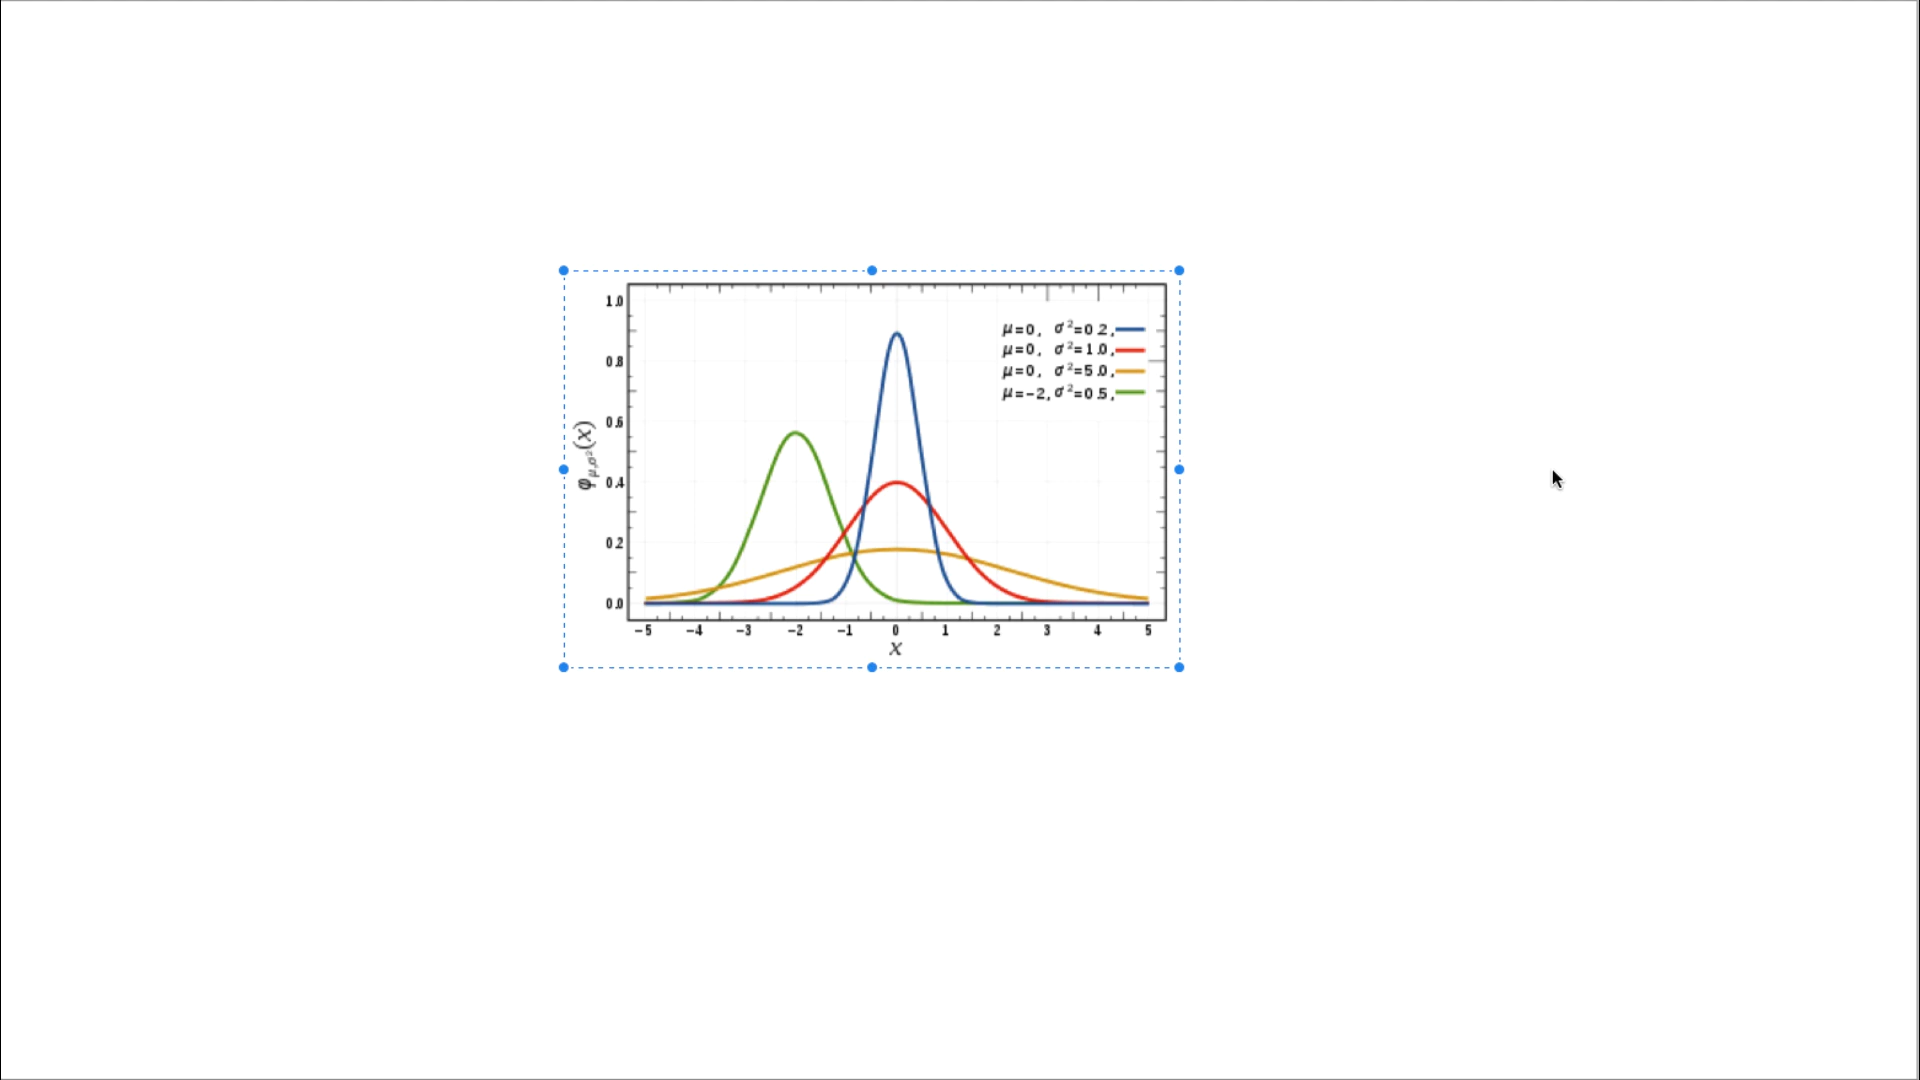 1.0
μ=0, σ²=0.2,
μ=0, σ²=1.0,
0.8
μ=0, σ²=5.0,
μ=−2, σ²=0.5,
0.6
φμ,σ²(x)
0.4
0.2
0.0
−5 −4 −3 −2 −1 0 1 2 3 4 5
x